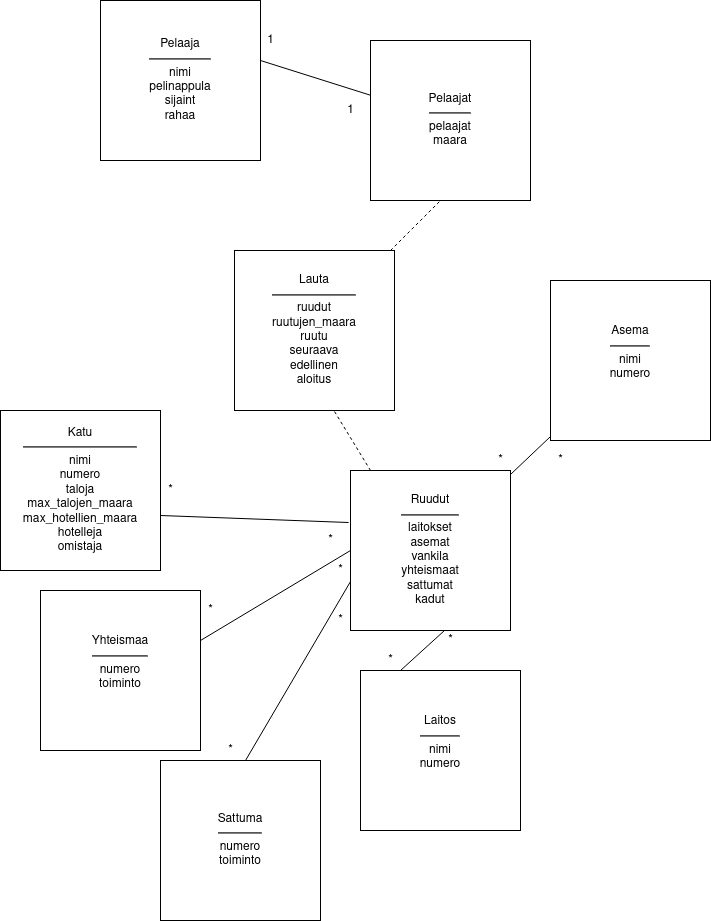 Pelaaja
nimi
pelinappula
sijaint
rahaa
1
1
Pelaajat
pelaajat
maara
Lauta
ruudut
ruutujen_maara
ruutu
seuraava
edellinen
aloitus
Asema
nimi
numero
*
*
Katu
nimi
numero
taloja
max_talojen_maara
max_hotellien_maara
hotelleja
omistaja
*
*
Ruudut
laitokset
asemat
vankila
yhteismaat
sattumat
kadut
*
*
*
*
Yhteismaa
numero
toiminto
*
*
Laitos
nimi
numero
Sattuma
numero
toiminto